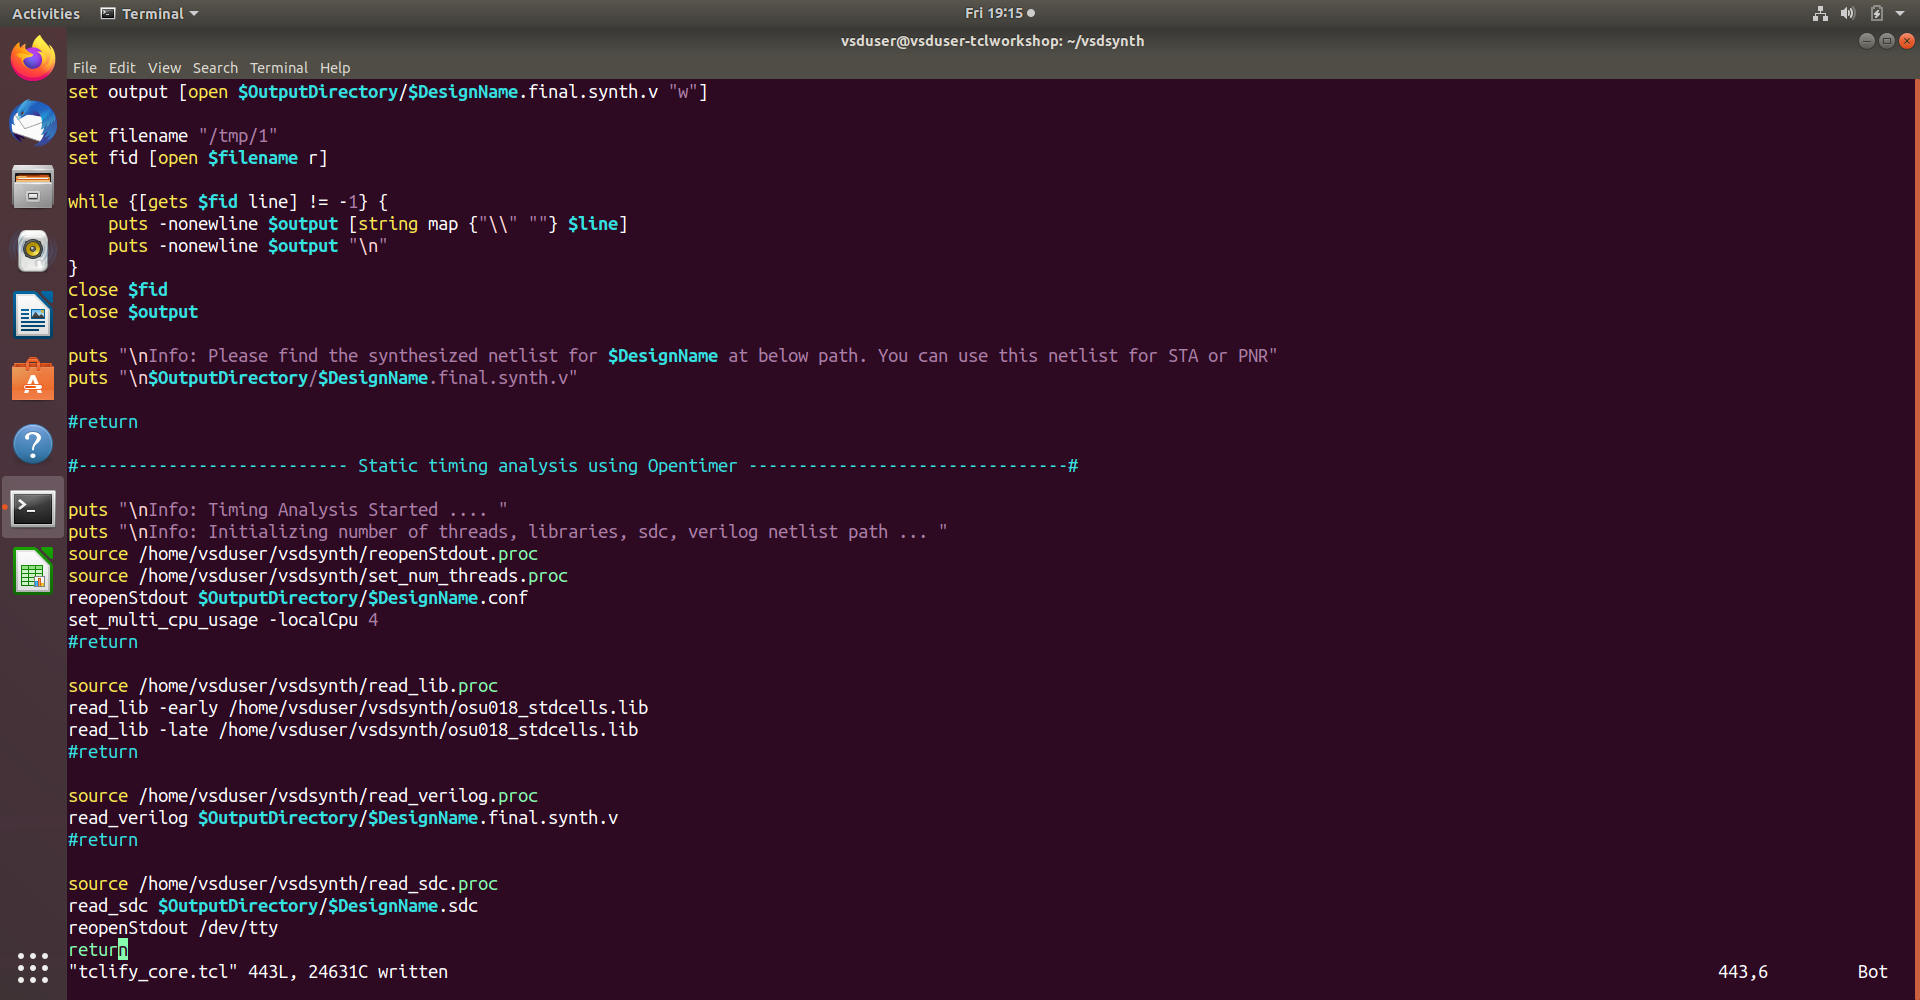 Activities Terminal Fri 19:15
vsduser@vsduser-tclworkshop: ~/vsdsynth
File Edit View Search Terminal Help
set output [open $OutputDirectory/$DesignName.final.synth.v "w"]
set filename "/tmp/1"
set fid [open $filename r]
while {[gets $fid line] != -1} {
    puts -nonewline $output [string map {"\\" ""} $line]
    puts -nonewline $output "\n"
}
close $fid
close $output
puts "\nInfo: Please find the synthesized netlist for $DesignName at below path. You can use this netlist for STA or PNR"
puts "\n$OutputDirectory/$DesignName.final.synth.v"
#return
#--------------------------- Static timing analysis using Opentimer --------------------------------#
puts "\nInfo: Timing Analysis Started .... "
puts "\nInfo: Initializing number of threads, libraries, sdc, verilog netlist path ... "
source /home/vsduser/vsdsynth/reopenStdout.proc
source /home/vsduser/vsdsynth/set_num_threads.proc
reopenStdout $OutputDirectory/$DesignName.conf
set_multi_cpu_usage -localCpu 4
#return
source /home/vsduser/vsdsynth/read_lib.proc
read_lib -early /home/vsduser/vsdsynth/osu018_stdcells.lib
read_lib -late /home/vsduser/vsdsynth/osu018_stdcells.lib
#return
source /home/vsduser/vsdsynth/read_verilog.proc
read_verilog $OutputDirectory/$DesignName.final.synth.v
#return
source /home/vsduser/vsdsynth/read_sdc.proc
read_sdc $OutputDirectory/$DesignName.sdc
reopenStdout /dev/tty
return
"tclify_core.tcl" 443L, 24631C written 443,6 Bot